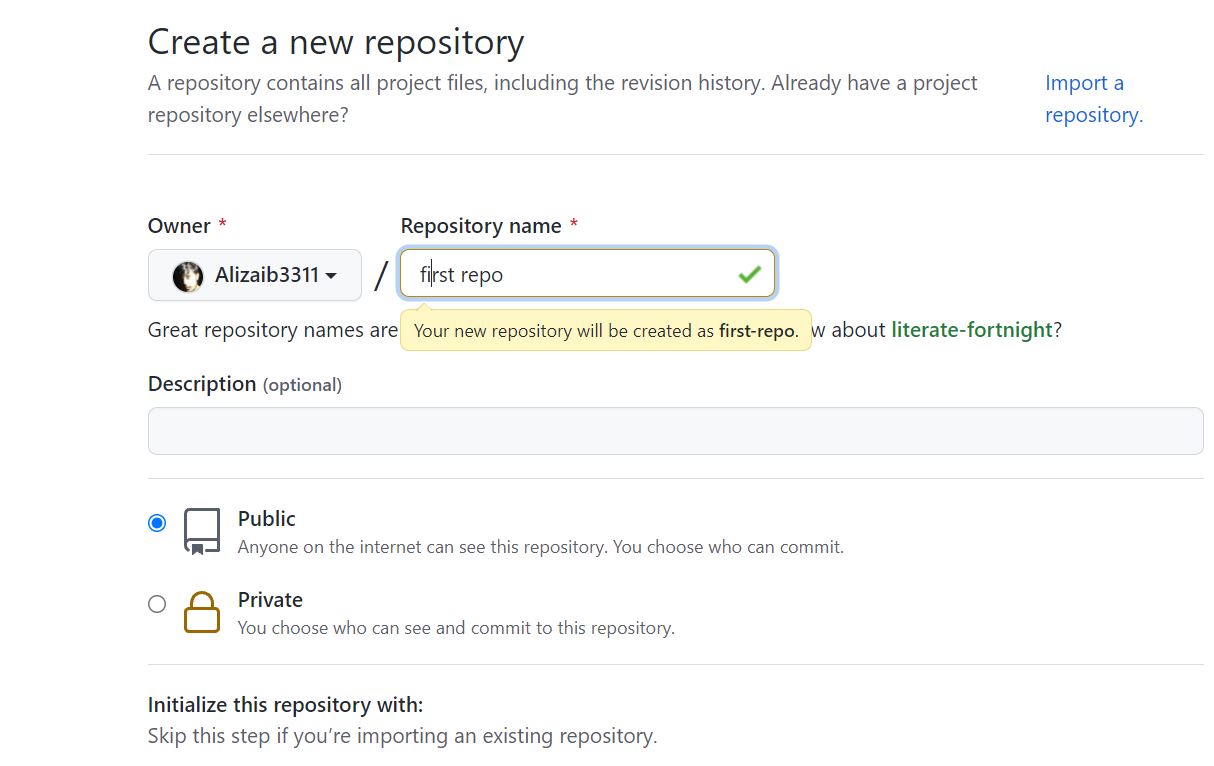 Create a new repository
A repository contains all project files, including the revision history. Already have a project
repository elsewhere?
Import a
repository.
Owner *
Repository name *
Alizaib3311
/
first repo
Great repository names are
Your new repository will be created as first-repo.
w about literate-fortnight?
Description (optional)
Public
Anyone on the internet can see this repository. You choose who can commit.
Private
You choose who can see and commit to this repository.
Initialize this repository with:
Skip this step if you’re importing an existing repository.